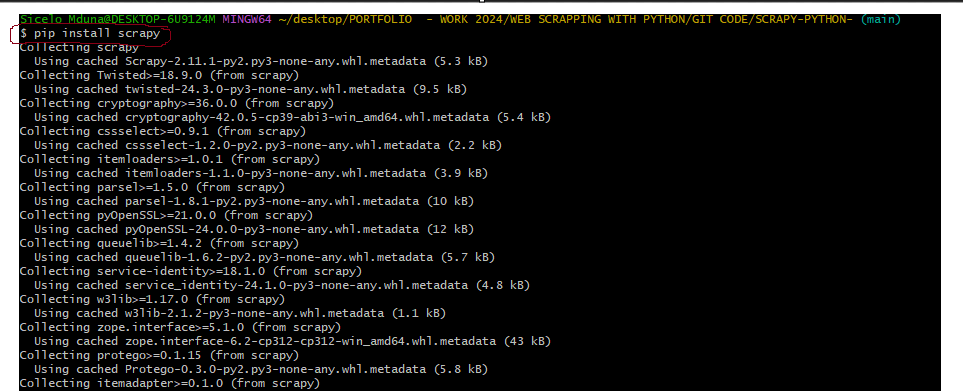 Sicelo Mduna@DESKTOP-6U9124M MINGW64 ~/desktop/PORTFOLIO  - WORK 2024/WEB SCRAPPING WITH PYTHON/GIT CODE/SCRAPY-PYTHON- (main)
$ pip install scrapy
Collecting scrapy
  Using cached Scrapy-2.11.1-py2.py3-none-any.whl.metadata (5.3 kB)
Collecting Twisted>=18.9.0 (from scrapy)
  Using cached twisted-24.3.0-py3-none-any.whl.metadata (9.5 kB)
Collecting cryptography>=36.0.0 (from scrapy)
  Using cached cryptography-42.0.5-cp39-abi3-win_amd64.whl.metadata (5.4 kB)
Collecting cssselect>=0.9.1 (from scrapy)
  Using cached cssselect-1.2.0-py2.py3-none-any.whl.metadata (2.2 kB)
Collecting itemloaders>=1.0.1 (from scrapy)
  Using cached itemloaders-1.1.0-py3-none-any.whl.metadata (3.9 kB)
Collecting parsel>=1.5.0 (from scrapy)
  Using cached parsel-1.8.1-py2.py3-none-any.whl.metadata (10 kB)
Collecting pyOpenSSL>=21.0.0 (from scrapy)
  Using cached pyOpenSSL-24.0.0-py3-none-any.whl.metadata (12 kB)
Collecting queuelib>=1.4.2 (from scrapy)
  Using cached queuelib-1.6.2-py2.py3-none-any.whl.metadata (5.7 kB)
Collecting service-identity>=18.1.0 (from scrapy)
  Using cached service_identity-24.1.0-py3-none-any.whl.metadata (4.8 kB)
Collecting w3lib>=1.17.0 (from scrapy)
  Using cached w3lib-2.1.2-py3-none-any.whl.metadata (1.1 kB)
Collecting zope.interface>=5.1.0 (from scrapy)
  Using cached zope.interface-6.2-cp312-cp312-win_amd64.whl.metadata (43 kB)
Collecting protego>=0.1.15 (from scrapy)
  Using cached Protego-0.3.0-py2.py3-none-any.whl.metadata (5.8 kB)
Collecting itemadapter>=0.1.0 (from scrapy)